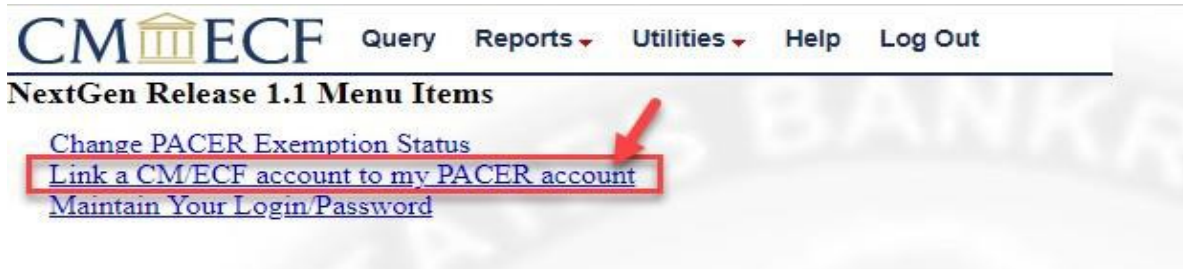 CM ECF Query Reports Utilities Help Log Out
NextGen Release 1.1 Menu Items
Change PACER Exemption Status
Link a CM/ECF account to my PACER account
Maintain Your Login/Password